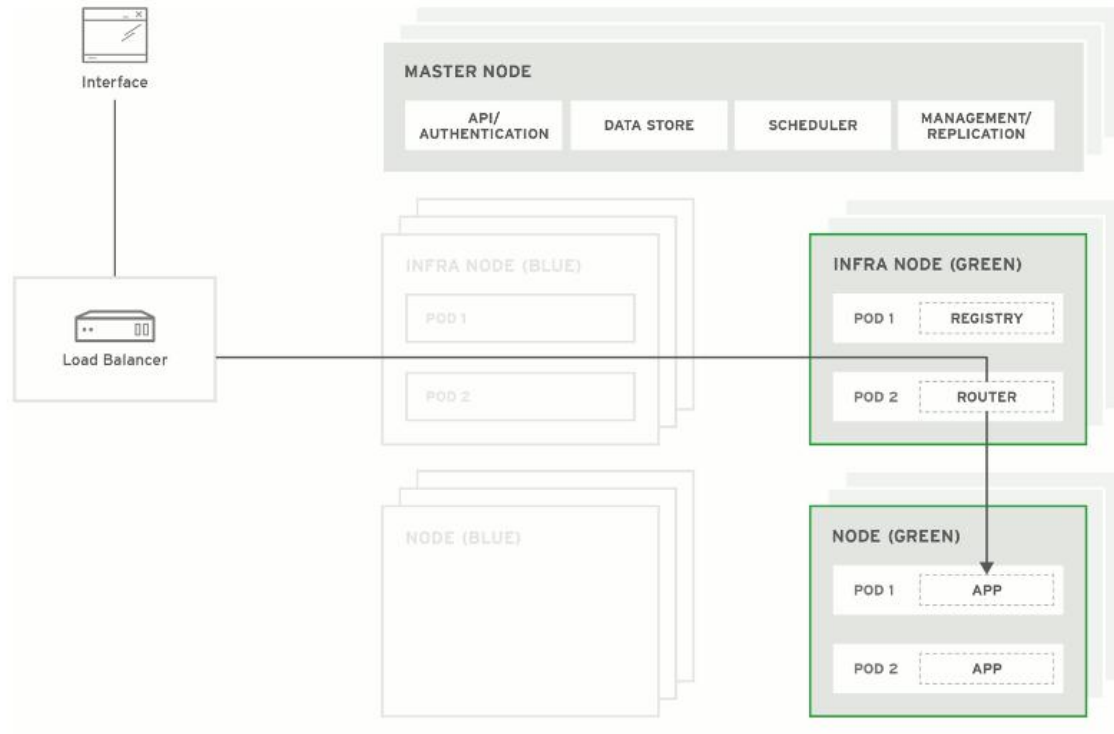 Interface
MASTER NODE
API/
AUTHENTICATION
DATA STORE
SCHEDULER
MANAGEMENT/
REPLICATION
INFRA NODE (BLUE)
POD 1
POD 2
INFRA NODE (GREEN)
POD 1 REGISTRY
POD 2 ROUTER
Load Balancer
NODE (BLUE)
NODE (GREEN)
POD 1 APP
POD 2 APP